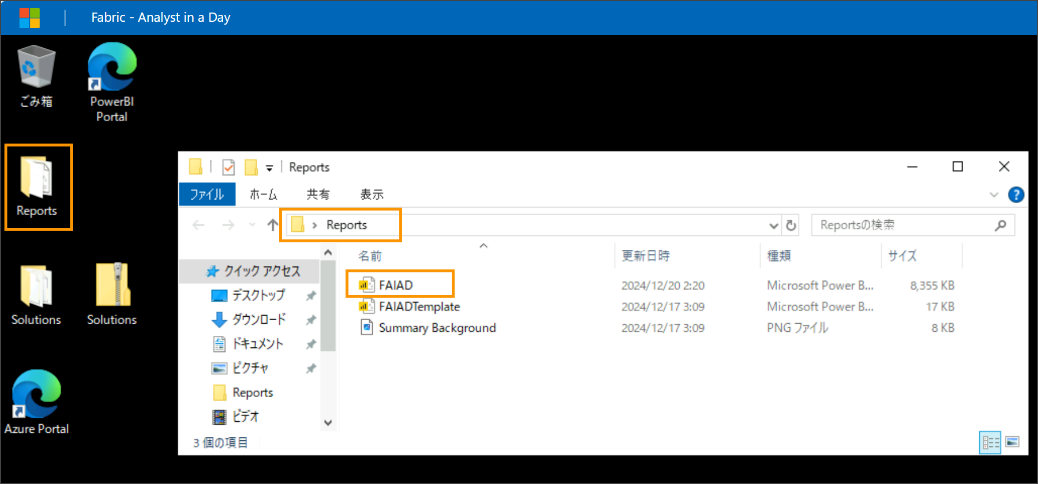 Fabric - Analyst in a Day
ごみ箱
PowerBI
Portal
Reports
Solutions
Solutions
Azure Portal
Reports
ファイル
ホーム
共有
表示
Reports
Reportsの検索
名前
更新日時
種類
サイズ
クイック アクセス
デスクトップ
ダウンロード
ドキュメント
ピクチャ
Reports
ビデオ
FAIAD
2024/12/20 2:20
Microsoft Power B...
8,355 KB
FAIADTemplate
2024/12/17 3:09
Microsoft Power B...
17 KB
Summary Background
2024/12/17 3:09
PNG ファイル
8 KB
3 個の項目